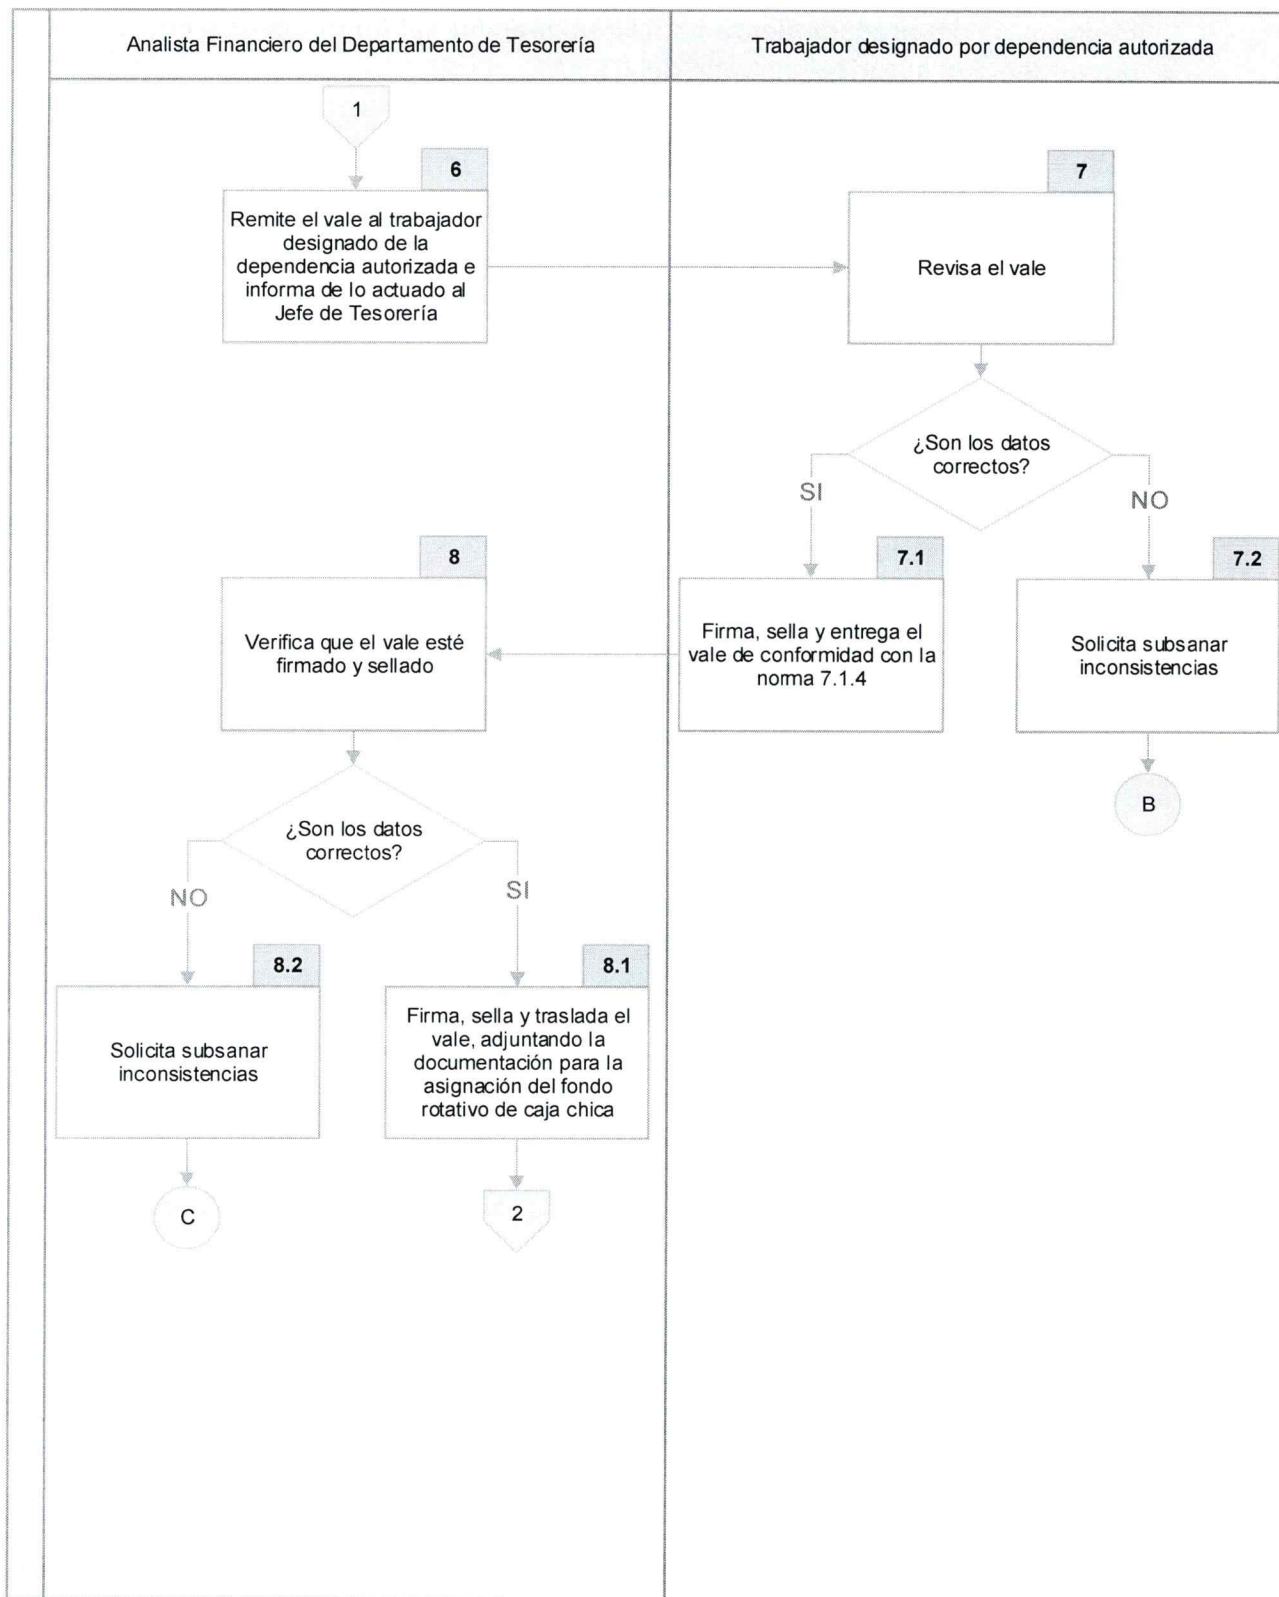 Analista Financiero del Departamento de Tesorería
Trabajador designado por dependencia autorizada
1
6
Remite el vale al trabajador
designado de la
dependencia autorizada e
informa de lo actuado al
Jefe de Tesorería
7
Revisa el vale
¿Son los datos
correctos?
SI
NO
7.1
Firma, sella y entrega el
vale de conformidad con la
norma 7.1.4
7.2
Solicita subsanar
inconsistencias
B
8
Verifica que el vale esté
firmado y sellado
¿Son los datos
correctos?
NO
SI
8.2
Solicita subsanar
inconsistencias
C
8.1
Firma, sella y traslada el
vale, adjuntando la
documentación para la
asignación del fondo
rotativo de caja chica
2